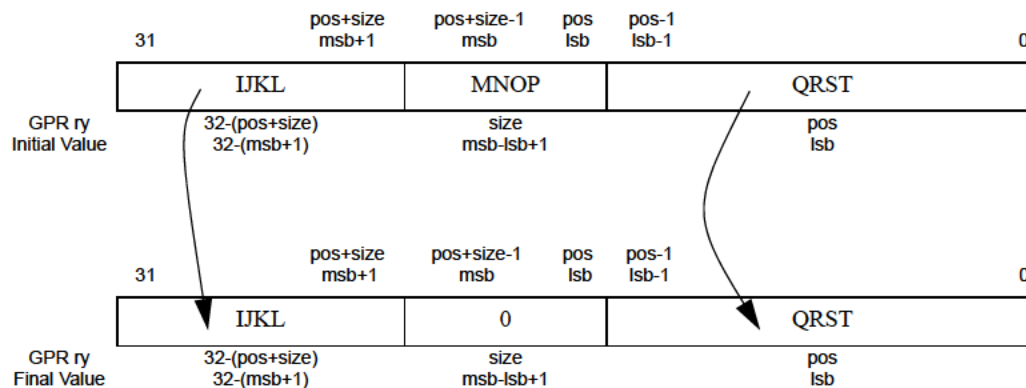 pos+size pos+size-1 pos pos-1
31 msb+1 msb lsb lsb-1 0
IJKL MNOP QRST
GPR ry 32-(pos+size) size pos
Initial Value 32-(msb+1) msb-lsb+1 lsb
pos+size pos+size-1 pos pos-1
31 msb+1 msb lsb lsb-1 0
IJKL 0 QRST
GPR ry 32-(pos+size) size pos
Final Value 32-(msb+1) msb-lsb+1 lsb